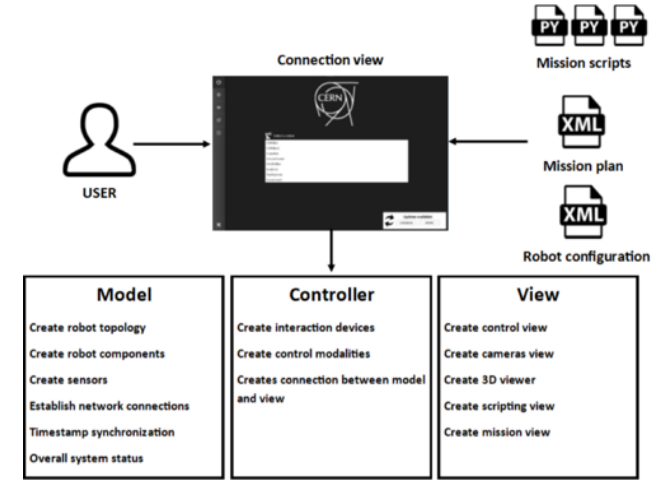 PY PY PY
Mission scripts
Connection view
CERN
XML
Mission plan
USER
XML
Robot configuration
Model
Create robot topology
Create robot components
Create sensors
Establish network connections
Timestamp synchronization
Overall system status
Controller
Create interaction devices
Create control modalities
Creates connection between model
and view
View
Create control view
Create cameras view
Create 3D viewer
Create scripting view
Create mission view